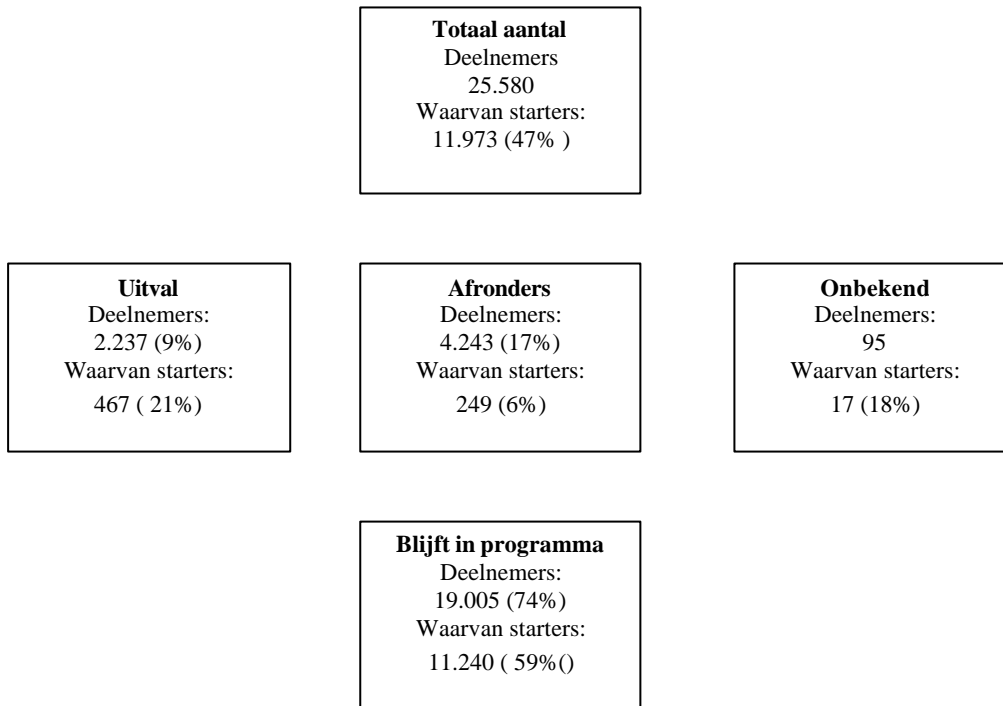 Totaal aantal
Deelnemers
25.580
Waarvan starters:
11.973 (47% )
Uitval
Deelnemers:
2.237 (9%)
Waarvan starters:
467 ( 21%)
Afronders
Deelnemers:
4.243 (17%)
Waarvan starters:
249 (6%)
Onbekend
Deelnemers:
95
Waarvan starters:
17 (18%)
Blijft in programma
Deelnemers:
19.005 (74%)
Waarvan starters:
11.240 ( 59%()